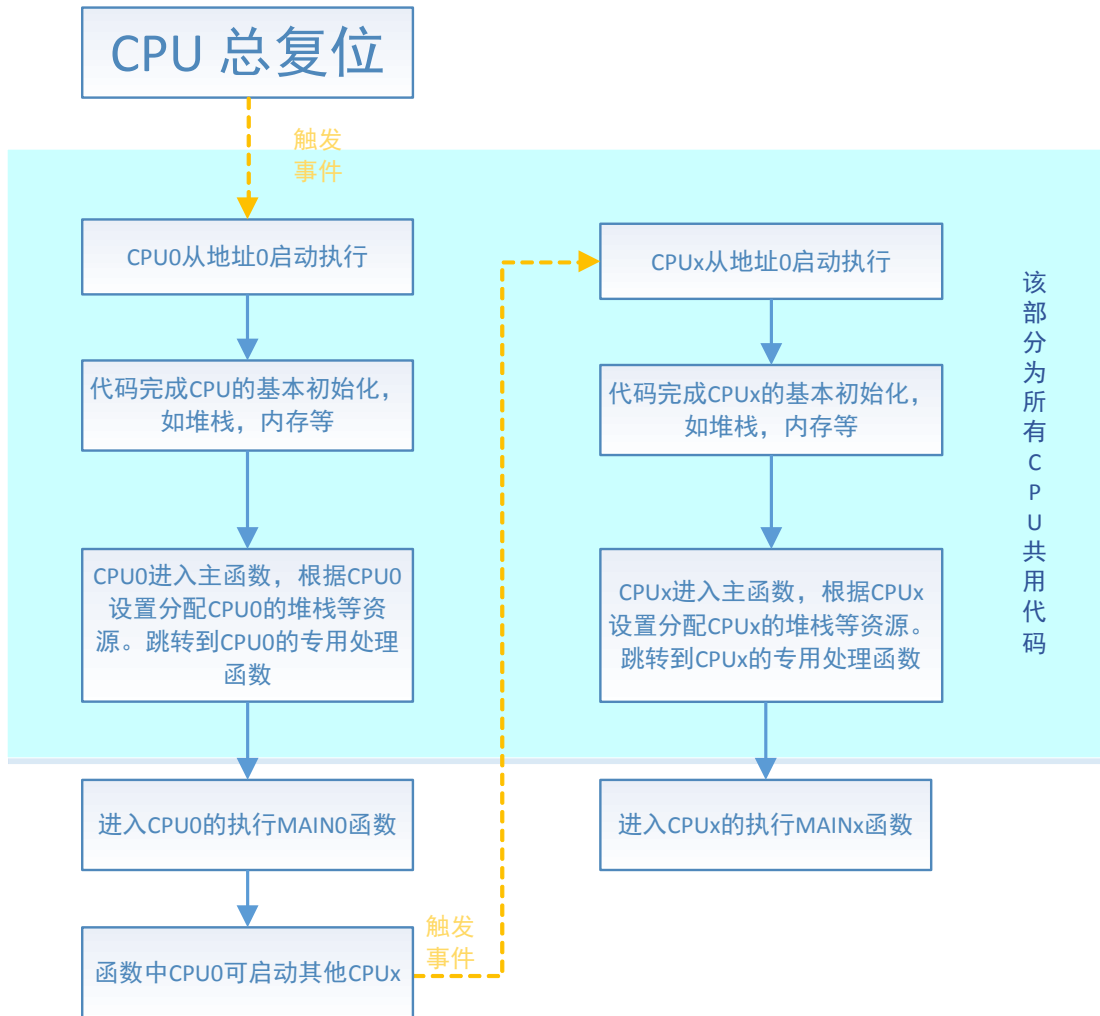 CPU 总复位
触发
事件
CPU0从地址0启动执行
代码完成CPU的基本初始化，
如堆栈，内存等
CPU0进入主函数，根据CPU0
设置分配CPU0的堆栈等资
源。跳转到CPU0的专用处理
函数
进入CPU0的执行MAIN0函数
函数中CPU0可启动其他CPUx
触发
事件
CPUx从地址0启动执行
代码完成CPUx的基本初始化，
如堆栈，内存等
CPUx进入主函数，根据CPUx
设置分配CPUx的堆栈等资源。
跳转到CPUx的专用处理函数
进入CPUx的执行MAINx函数
该部分为所有CPU共用代码